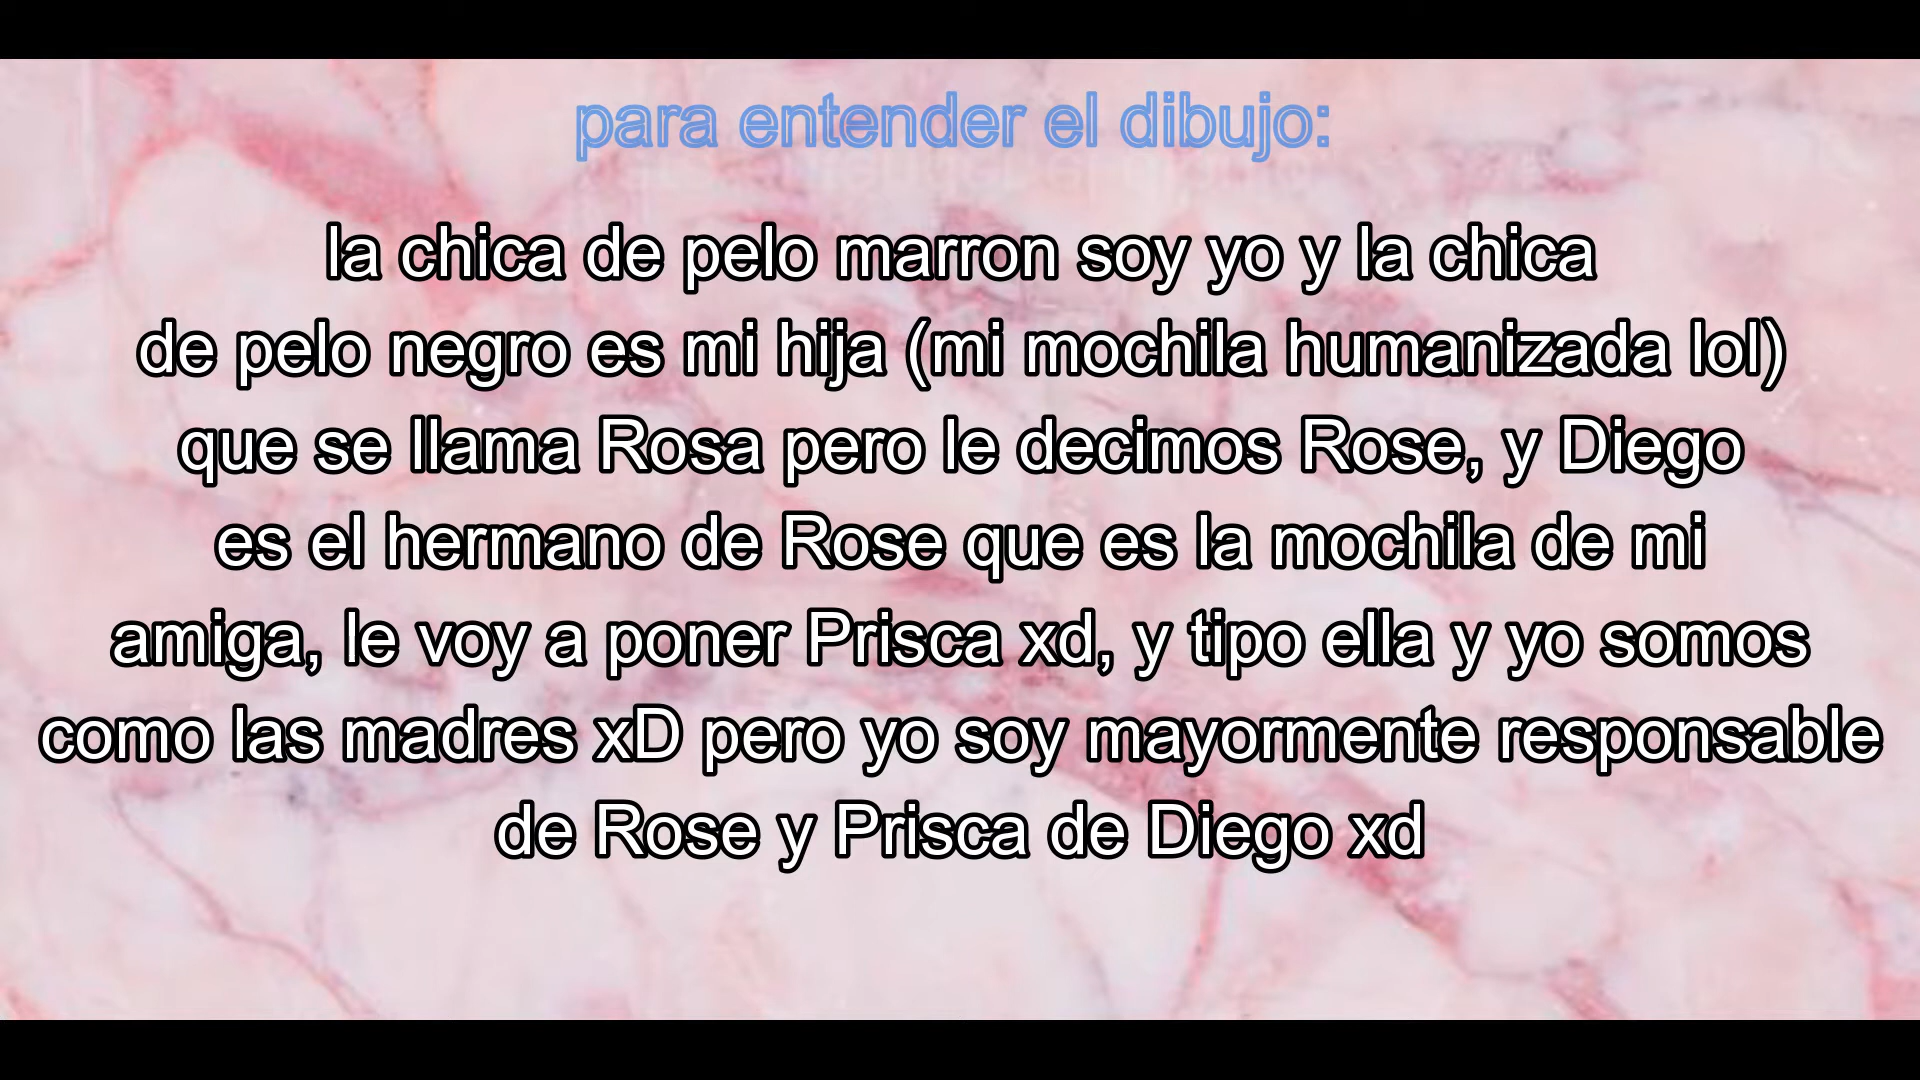 para entender el dibujo:
la chica de pelo marron soy yo y la chica
de pelo negro es mi hija (mi mochila humanizada lol)
que se llama Rosa pero le decimos Rose, y Diego
es el hermano de Rose que es la mochila de mi
amiga, le voy a poner Prisca xd, y tipo ella y yo somos
como las madres xD pero yo soy mayormente responsable
de Rose y Prisca de Diego xd